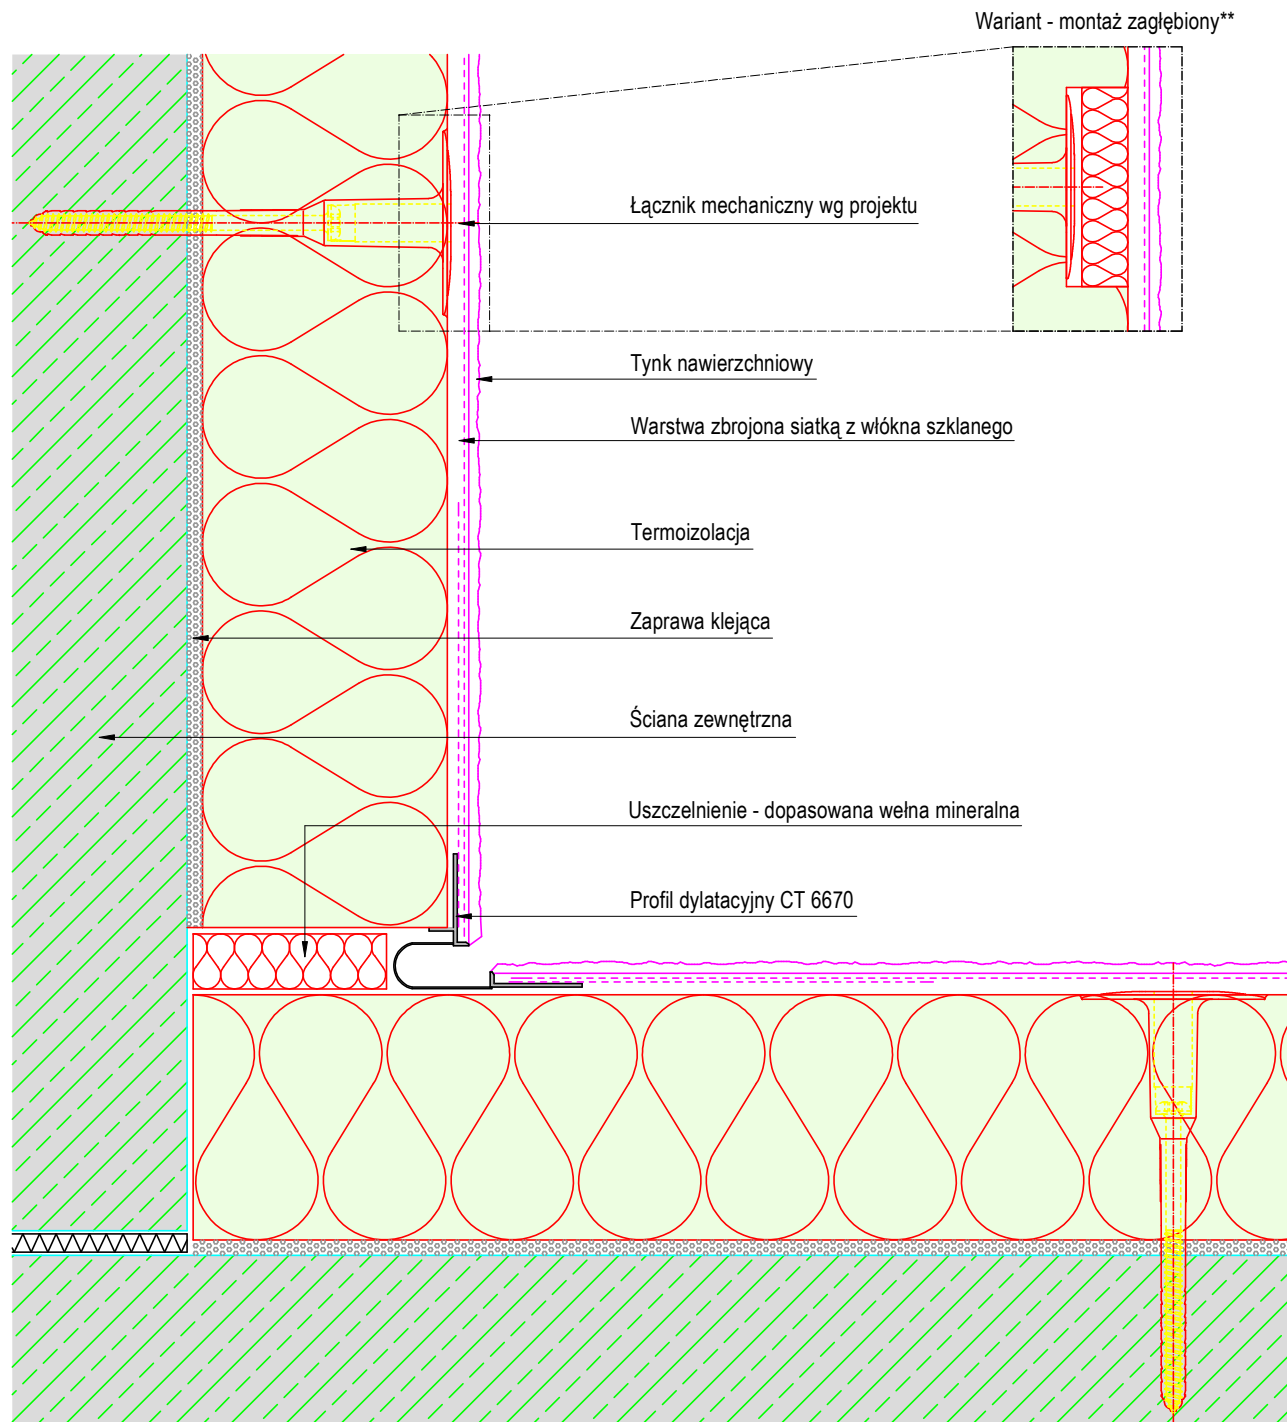 Wariant - montaż zagłębiony**
Łącznik mechaniczny wg projektu
Tynk nawierzchniowy
Warstwa zbrojona siatką z włókna szklanego
Termoizolacja
Zaprawa klejąca
Ściana zewnętrzna
Uszczelnienie - dopasowana wełna mineralna
Profil dylatacyjny CT 6670